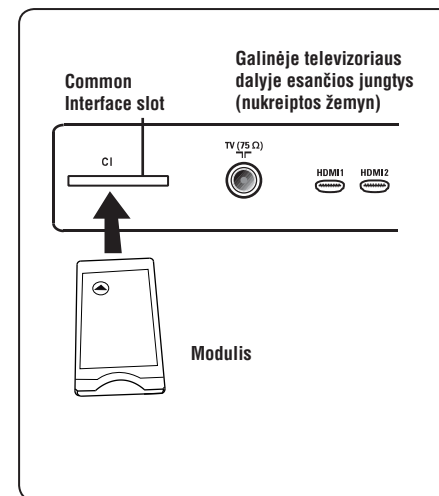 Common
Interface slot
Galinėje televizoriaus
dalyje esančios jungtys
(nukreiptos žemyn)
CI
TV (75 Ω)
HDMI1 HDMI2
Modulis